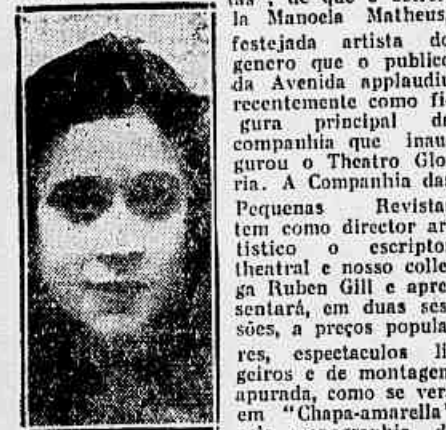 de que é
la Manoela Matheus,
festejada artista do
genero que o publico
da Avenida applaudiu
recentemente como fi-
gura principal da
companhia que inau-
gurou o Theatro Glo-
ria. A Companhia das
Pequenas Revistas
tem como director ar-
tistico o escriptor
theatral e nosso colle-
ga Ruben Gill e apre-
sentará, em duas ses-
sões, a preços popula-
res, espectaculos li-
geiros e de montagem
apurada, como se verá
em "Chapa-amarella"